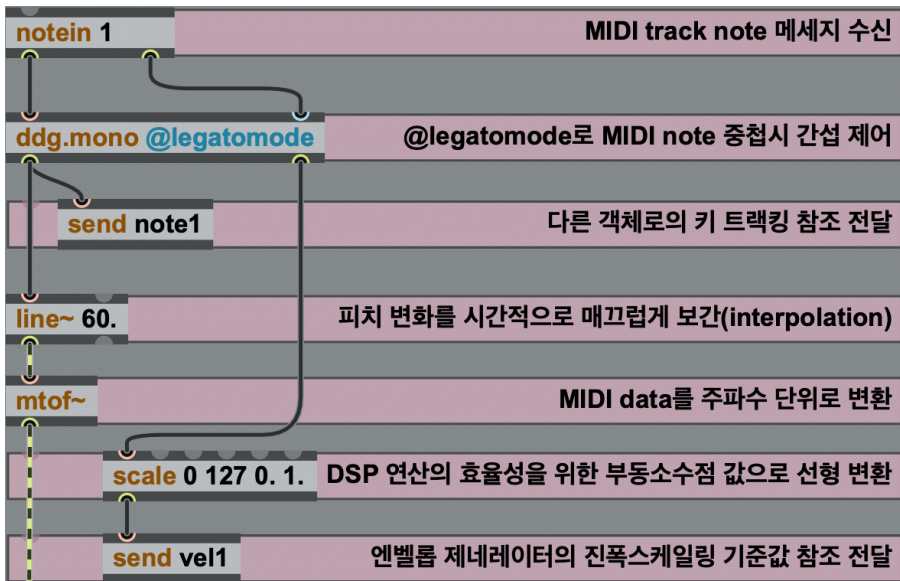 notein 1
MIDI track note 메세지 수신
ddg.mono @legatomode
@legatomode로 MIDI note 중첩시 간섭 제어
send note1
다른 객체로의 키 트랙킹 참조 전달
line~ 60.
피치 변화를 시간적으로 매끄럽게 보간(interpolation)
mtof~
MIDI data를 주파수 단위로 변환
scale 0 127 0. 1.
DSP 연산의 효율성을 위한 부동소수점 값으로 선형 변환
send vel1
엔벨롭 제네레이터의 진폭스케일링 기준값 참조 전달